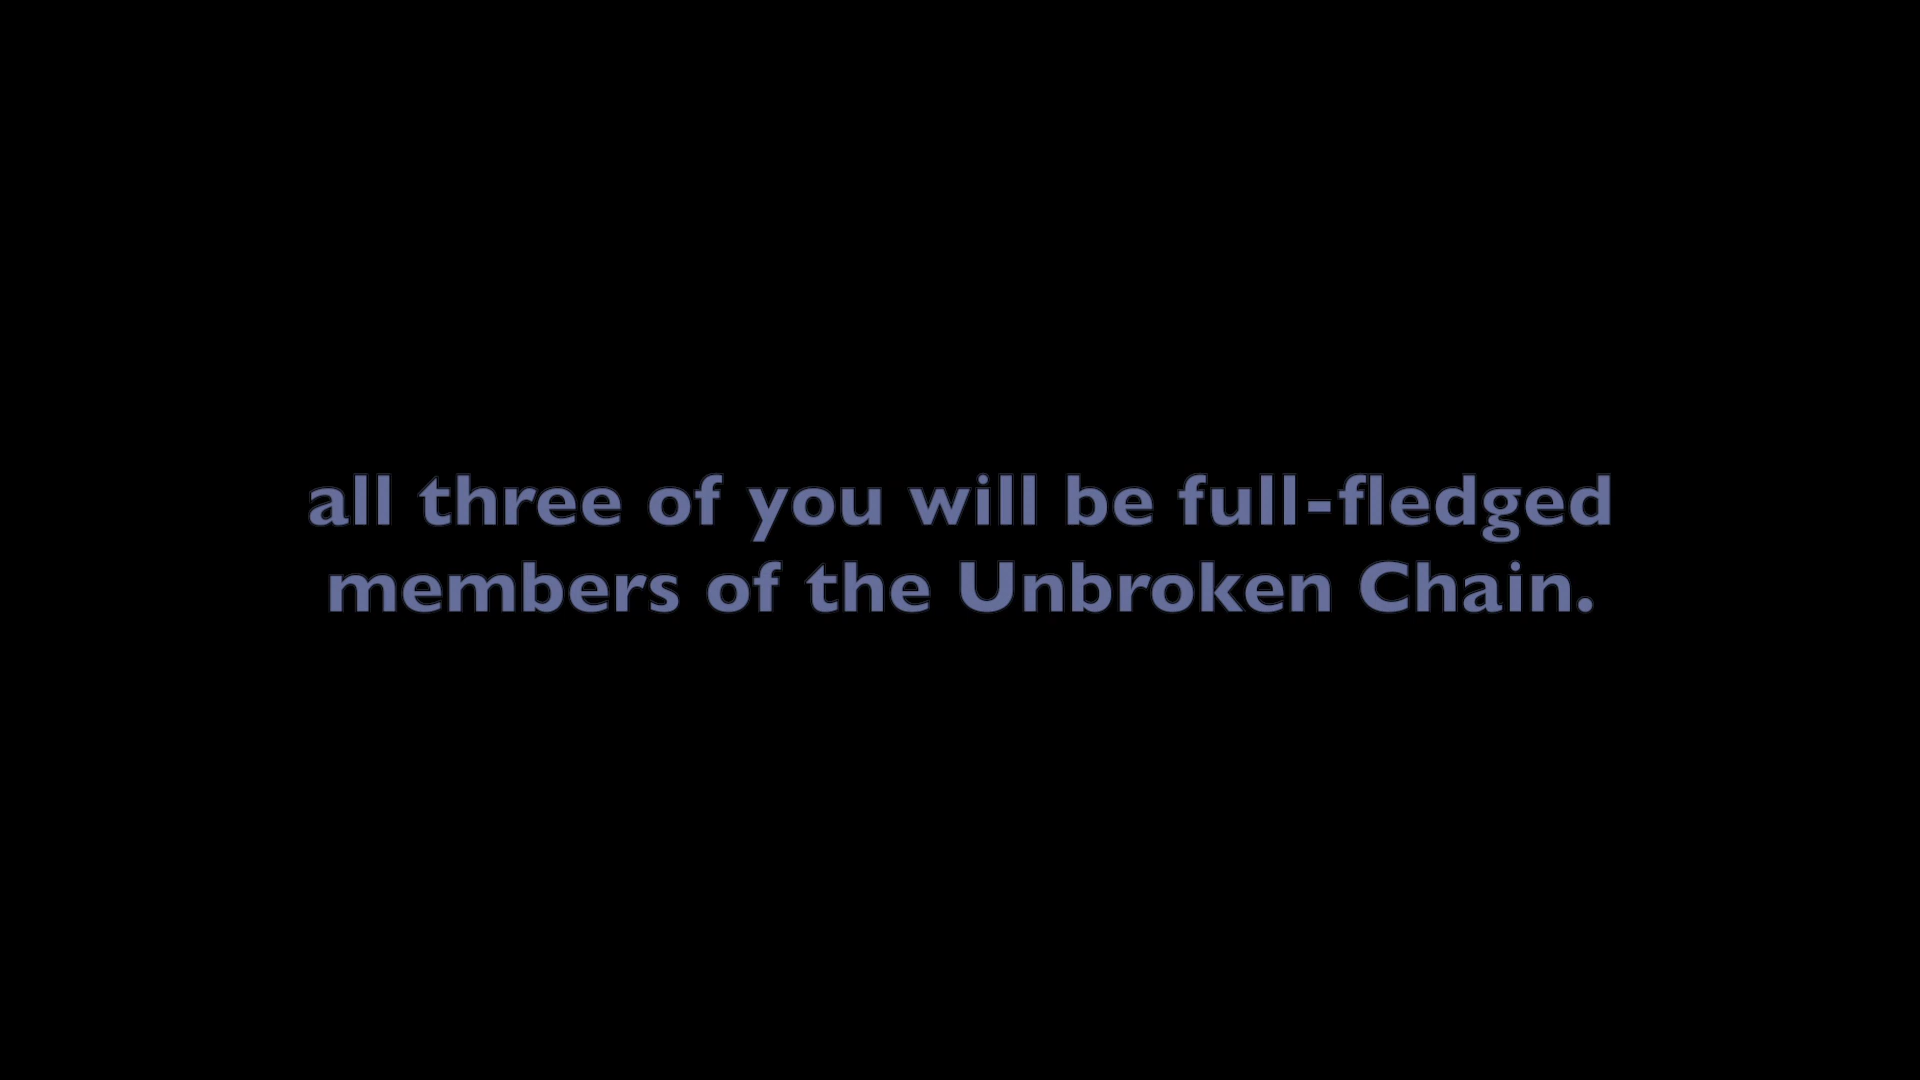 all three of you will be full-fledged
members of the Unbroken Chain.